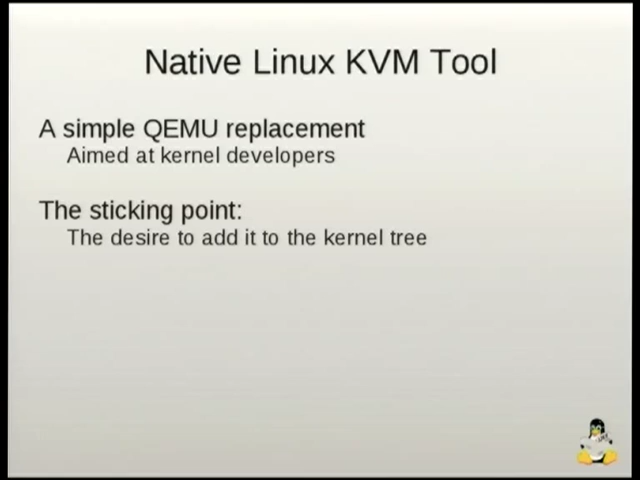 Native Linux KVM Tool
A simple QEMU replacement
Aimed at kernel developers
The sticking point:
The desire to add it to the kernel tree